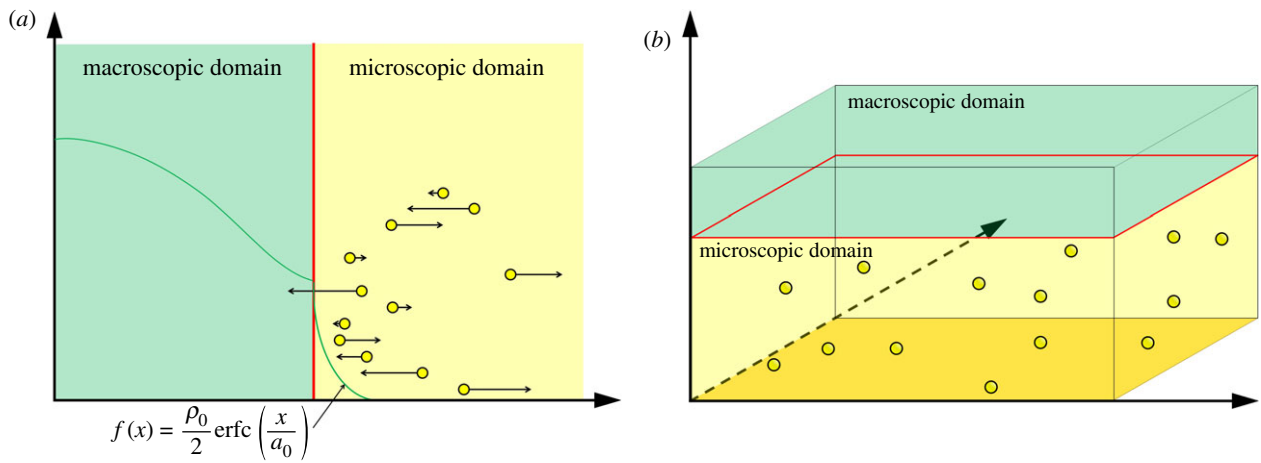 (a)
macroscopic domain
microscopic domain
f(x) = ρ₀/2 erfc (x/a₀)
(b)
macroscopic domain
microscopic domain